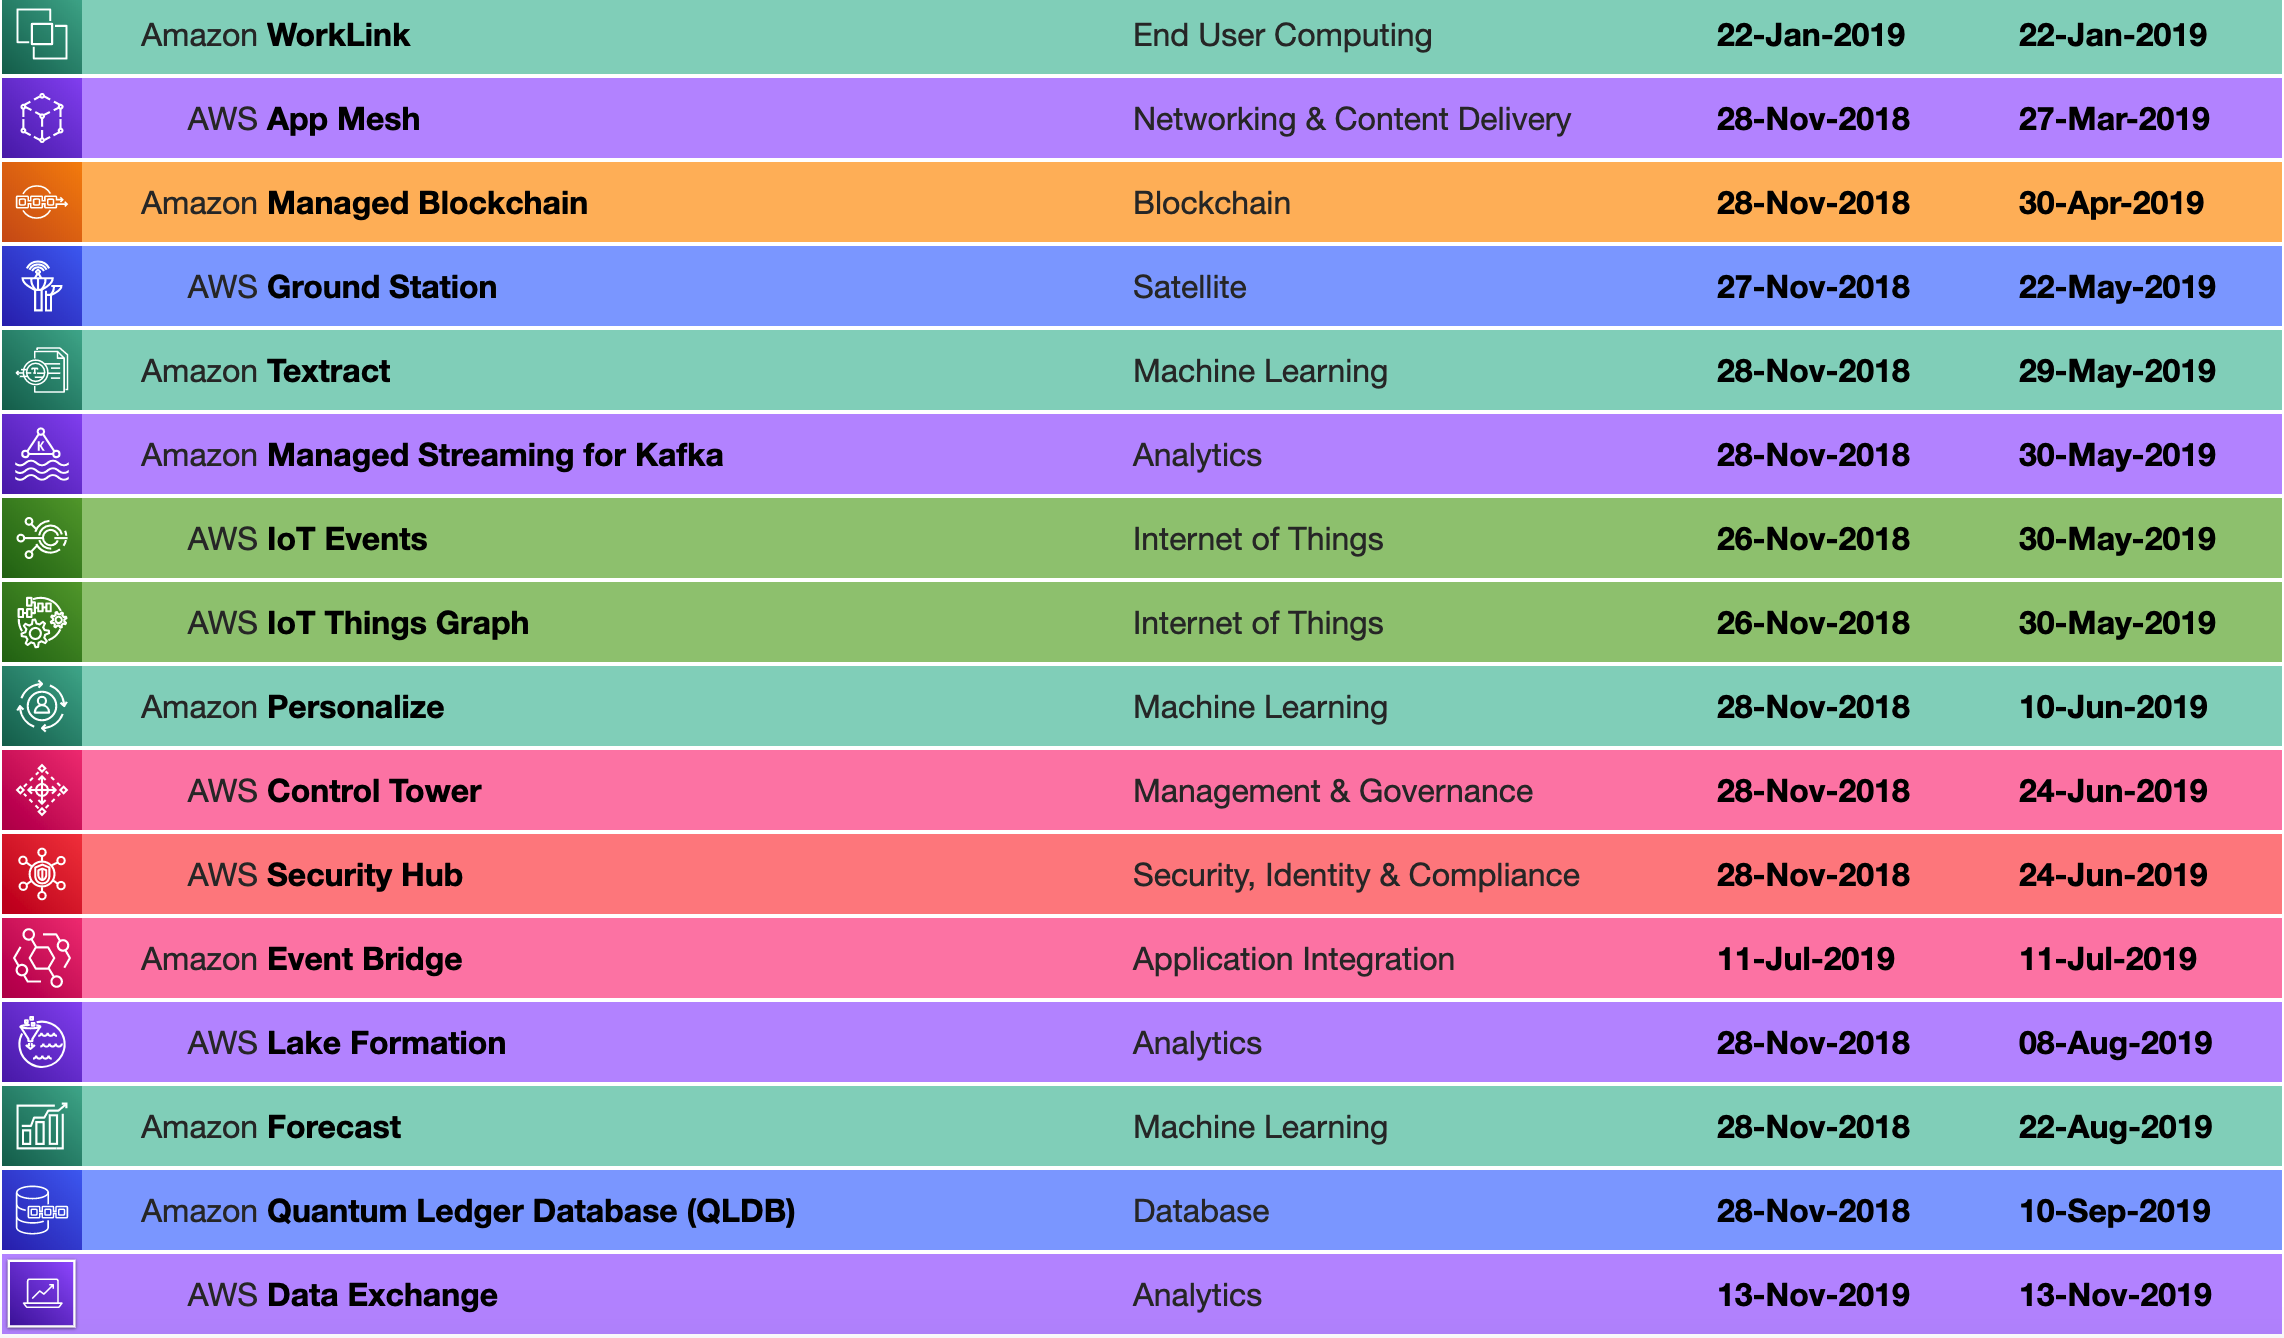 Amazon WorkLink End User Computing 22-Jan-2019 22-Jan-2019
AWS App Mesh Networking & Content Delivery 28-Nov-2018 27-Mar-2019
Amazon Managed Blockchain Blockchain 28-Nov-2018 30-Apr-2019
AWS Ground Station Satellite 27-Nov-2018 22-May-2019
Amazon Textract Machine Learning 28-Nov-2018 29-May-2019
Amazon Managed Streaming for Kafka Analytics 28-Nov-2018 30-May-2019
AWS IoT Events Internet of Things 26-Nov-2018 30-May-2019
AWS IoT Things Graph Internet of Things 26-Nov-2018 30-May-2019
Amazon Personalize Machine Learning 28-Nov-2018 10-Jun-2019
AWS Control Tower Management & Governance 28-Nov-2018 24-Jun-2019
AWS Security Hub Security, Identity & Compliance 28-Nov-2018 24-Jun-2019
Amazon Event Bridge Application Integration 11-Jul-2019 11-Jul-2019
AWS Lake Formation Analytics 28-Nov-2018 08-Aug-2019
Amazon Forecast Machine Learning 28-Nov-2018 22-Aug-2019
Amazon Quantum Ledger Database (QLDB) Database 28-Nov-2018 10-Sep-2019
AWS Data Exchange Analytics 13-Nov-2019 13-Nov-2019